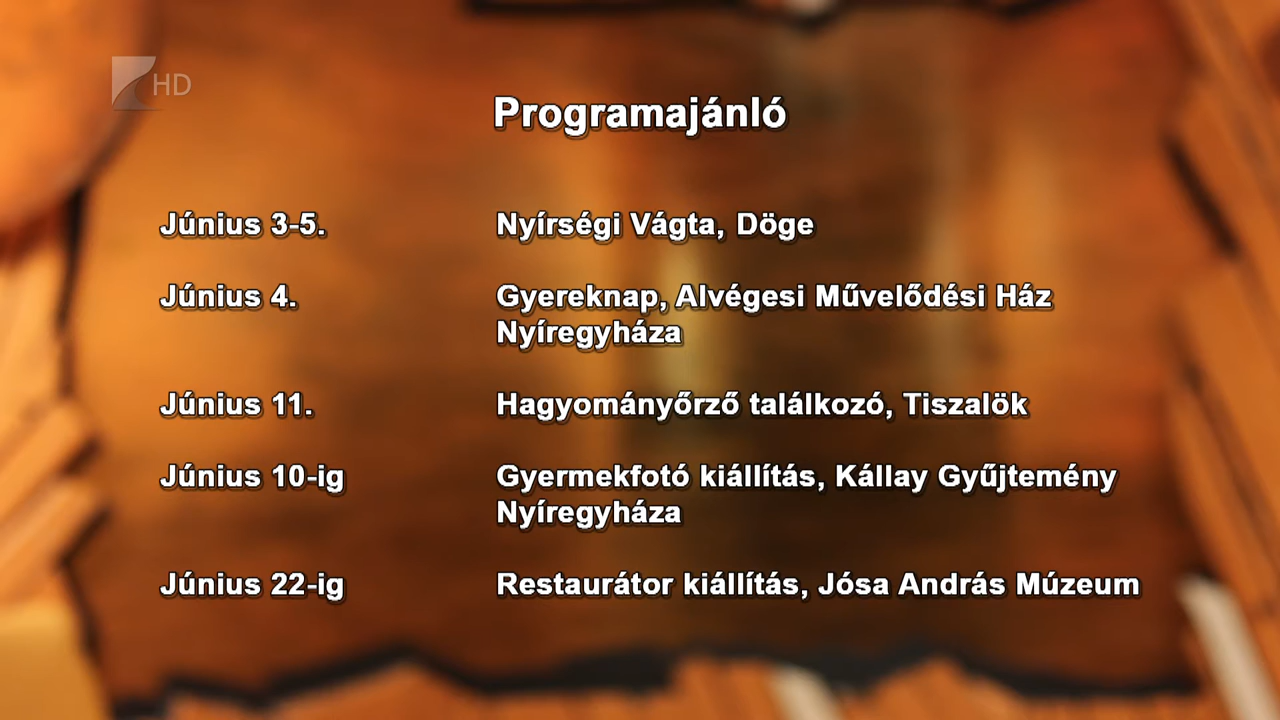 HD
Programajánló
Június 3-5. Nyírségi Vágta, Döge
Június 4. Gyereknap, Alvégesi Művelődési Ház
Nyíregyháza
Június 11. Hagyományőrző találkozó, Tiszalök
Június 10-ig Gyermekfotó kiállítás, Kállay Gyűjtemény
Nyíregyháza
Június 22-ig Restaurátor kiállítás, Jósa András Múzeum